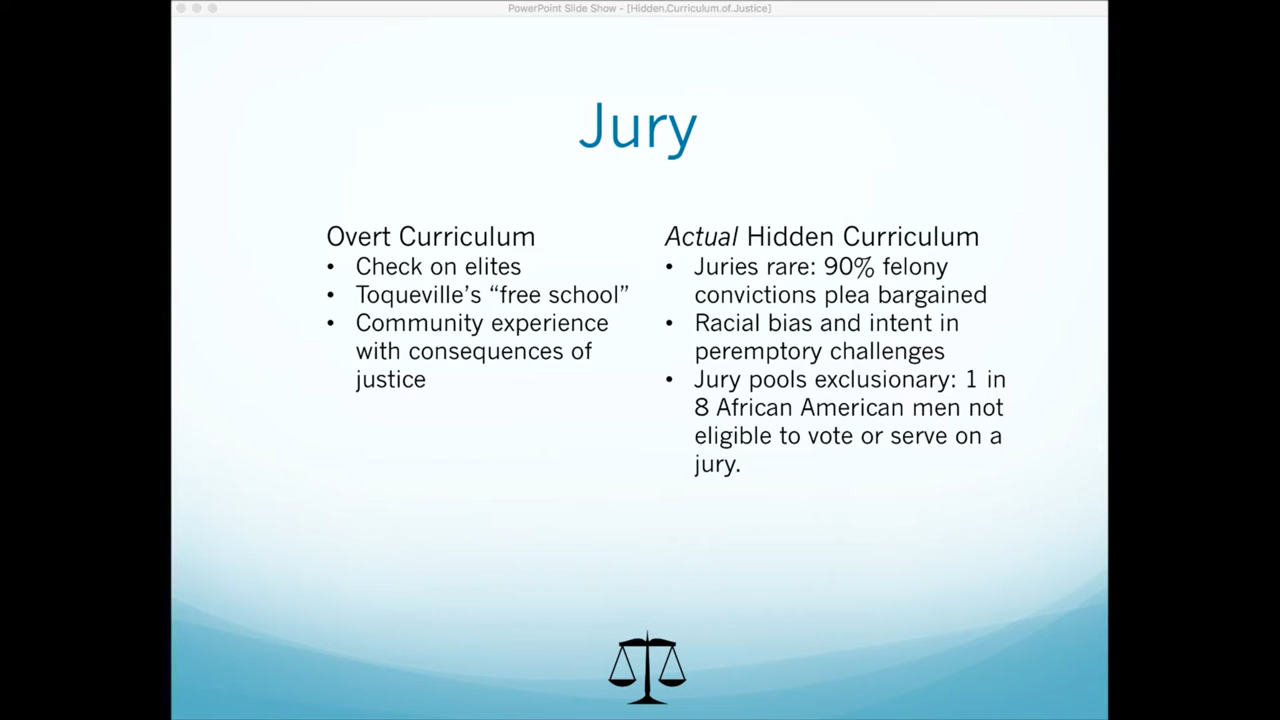 PowerPoint Slide Show - [Hidden.Curriculum.of.Justice]
Jury
Overt Curriculum
• Check on elites
• Toqueville’s “free school”
• Community experience
with consequences of
justice
Actual Hidden Curriculum
• Juries rare: 90% felony
convictions plea bargained
• Racial bias and intent in
peremptory challenges
• Jury pools exclusionary: 1 in
8 African American men not
eligible to vote or serve on a
jury.